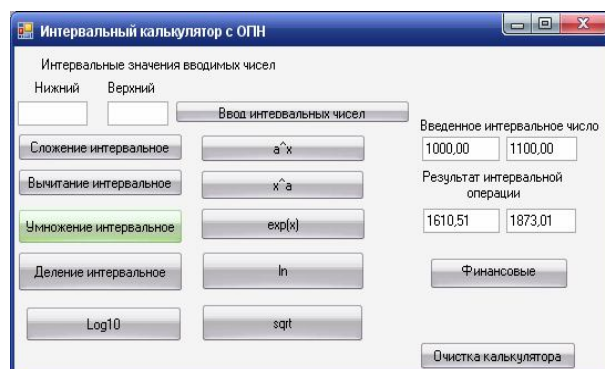 Интервальный калькулятор с ОПН
Интервальные значения вводимых чисел
Нижний Верхний
Ввод интервальных чисел
Введенное интервальное число
Сложение интервальное a^x 1000,00 1100,00
Вычитание интервальное x^a Результат интервальной
операции
Умножение интервальное exp(x) 1610,51 1873,01
Деление интервальное ln Финансовые
Log10 sqrt
Очистка калькулятора